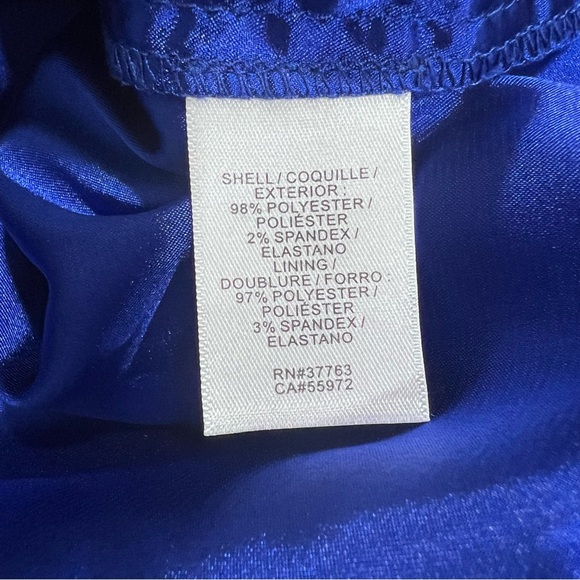 SHELL / COQUILLE /
EXTERIOR :
98% POLYESTER /
POLIÉSTER
2% SPANDEX /
ELASTANO
LINING /
DOUBLURE / FORRO :
97% POLYESTER /
POLIÉSTER
3% SPANDEX /
ELASTANO
RN#37763
CA#55972